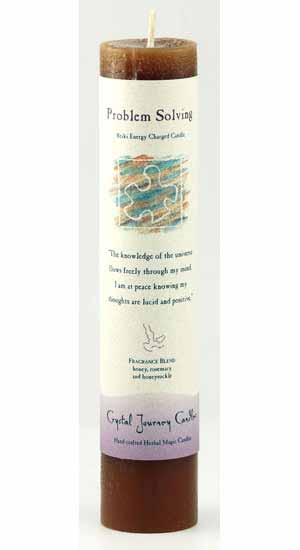 Problem Solving
Reiki Energy Charged Candle
"The knowledge of the universe
flows freely through my mind.
I am at peace knowing my
thoughts are lucid and positive."
FRAGRANCE BLEND
honey, rosemary
and honeysuckle
Crystal Journey Candles
Hand-crafted Herbal Magic Candles